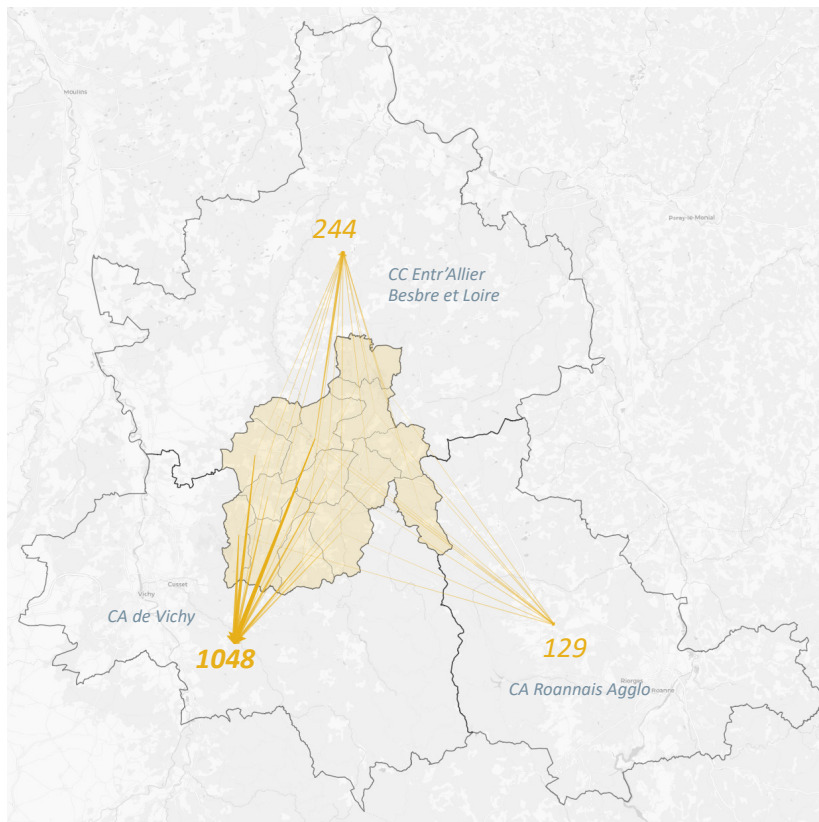 Moulins
Paray-le-Monial
244
CC Entr'Allier
Besbre et Loire
Cusset
Vichy
CA de Vichy
1048
129
Riorges
Roanne
CA Roannais Agglo